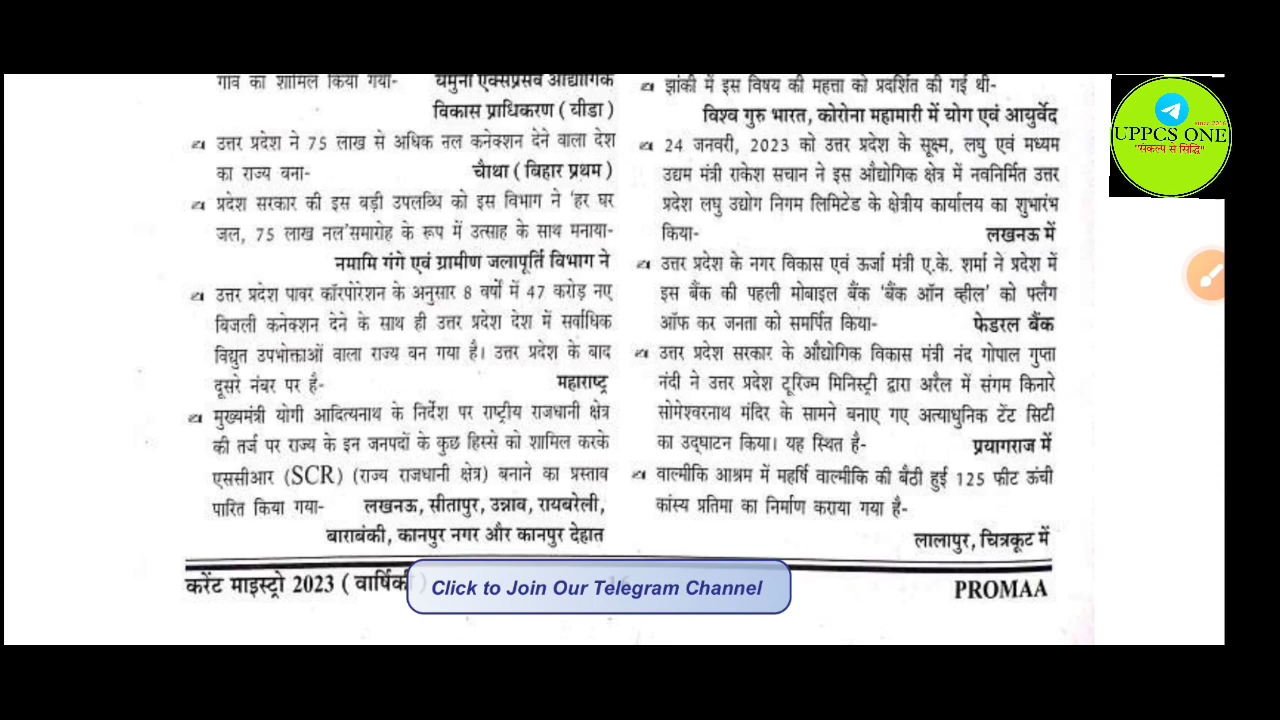 गांव को शामिल किया गया- यमुना एक्सप्रेसवे औद्योगिक
विकास प्राधिकरण ( यीडा )
उत्तर प्रदेश ने 75 लाख से अधिक नल कनेक्शन देने वाला देश
का राज्य बना- चौथा ( बिहार प्रथम )
प्रदेश सरकार की इस बड़ी उपलब्धि को इस विभाग ने 'हर घर
जल, 75 लाख नल'समारोह के रूप में उत्साह के साथ मनाया-
नमामि गंगे एवं ग्रामीण जलापूर्ति विभाग ने
उत्तर प्रदेश पावर कॉरपोरेशन के अनुसार 8 वर्षों में 47 करोड़ नए
बिजली कनेक्शन देने के साथ ही उत्तर प्रदेश देश में सर्वाधिक
विद्युत उपभोक्ताओं वाला राज्य बन गया है। उत्तर प्रदेश के बाद
दूसरे नंबर पर है- महाराष्ट्र
मुख्यमंत्री योगी आदित्यनाथ के निर्देश पर राष्ट्रीय राजधानी क्षेत्र
की तर्ज पर राज्य के इन जनपदों के कुछ हिस्से को शामिल करके
एससीआर (SCR) (राज्य राजधानी क्षेत्र) बनाने का प्रस्ताव
पारित किया गया- लखनऊ, सीतापुर, उन्नाव, रायबरेली,
बाराबंकी, कानपुर नगर और कानपुर देहात
झांकी में इस विषय की महत्ता को प्रदर्शित की गई थी-
विश्व गुरु भारत, कोरोना महामारी में योग एवं आयुर्वेद
24 जनवरी, 2023 को उत्तर प्रदेश के सूक्ष्म, लघु एवं मध्यम
उद्यम मंत्री राकेश सचान ने इस औद्योगिक क्षेत्र में नवनिर्मित उत्तर
प्रदेश लघु उद्योग निगम लिमिटेड के क्षेत्रीय कार्यालय का शुभारंभ
किया- लखनऊ में
उत्तर प्रदेश के नगर विकास एवं ऊर्जा मंत्री ए.के. शर्मा ने प्रदेश में
इस बैंक की पहली मोबाइल बैंक 'बैंक ऑन व्हील' को फ्लैग
ऑफ कर जनता को समर्पित किया- फेडरल बैंक
उत्तर प्रदेश सरकार के औद्योगिक विकास मंत्री नंद गोपाल गुप्ता
नंदी ने उत्तर प्रदेश टूरिज्म मिनिस्ट्री द्वारा अरैल में संगम किनारे
सोमेश्वरनाथ मंदिर के सामने बनाए गए अत्याधुनिक टेंट सिटी
का उद्घाटन किया। यह स्थित है- प्रयागराज में
वाल्मीकि आश्रम में महर्षि वाल्मीकि की बैठी हुई 125 फीट ऊंची
कांस्य प्रतिमा का निर्माण कराया गया है-
लालापुर, चित्रकूट में
करेंट माइस्ट्रो 2023 ( वार्षिकी )
Click to Join Our Telegram Channel
PROMAA
UPPCS ONE
"संकल्प से सिद्धि"